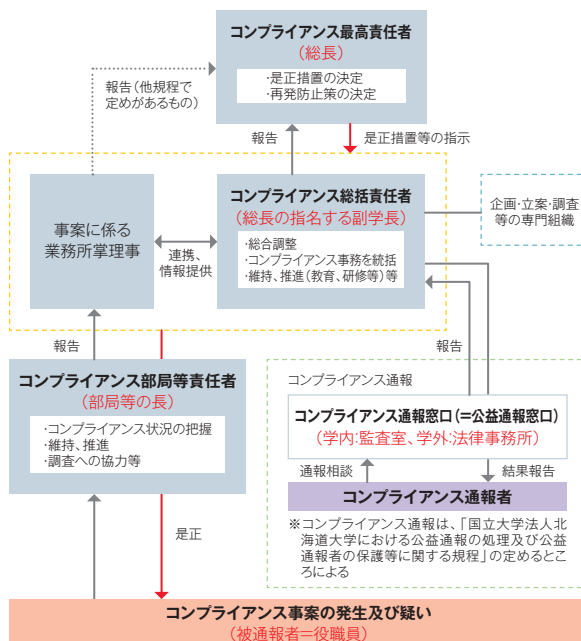 コンプライアンス最高責任者
（総長）
・是正措置の決定
・再発防止策の決定
報告（他規程で
定めがあるもの）
報告
是正措置等の指示
事案に係る
業務所掌理事
連携、
情報提供
コンプライアンス総括責任者
（総長の指名する副学長）
・総合調整
・コンプライアンス事務を統括
・維持、推進（教育、研修等）等
企画・立案・調査
等の専門組織
報告
報告
コンプライアンス部局等責任者
（部局等の長）
・コンプライアンス状況の把握
・維持、推進
・調査への協力等
コンプライアンス通報
コンプライアンス通報窓口（＝公益通報窓口）
（学内：監査室、学外：法律事務所）
通報相談
結果報告
コンプライアンス通報者
※コンプライアンス通報は、「国立大学法人北
海道大学における公益通報の処理及び公益
通報者の保護等に関する規程」の定めるとこ
ろによる
是正
コンプライアンス事案の発生及び疑い
（被通報者＝役職員）